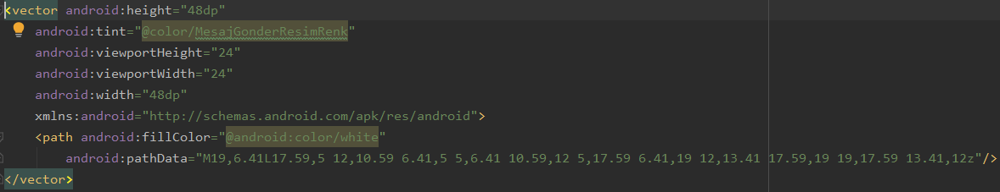 <vector android:height="48dp"
android:tint="@color/MesajGonderResimRenk"
android:viewportHeight="24"
android:viewportWidth="24"
android:width="48dp"
xmlns:android="http://schemas.android.com/apk/res/android">
<path android:fillColor="@android:color/white"
android:pathData="M19,6.41L17.59,5 12,10.59 6.41,5 5,6.41 10.59,12 5,17.59 6.41,19 12,13.41 17.59,19 19,17.59 13.41,12z"/>
</vector>